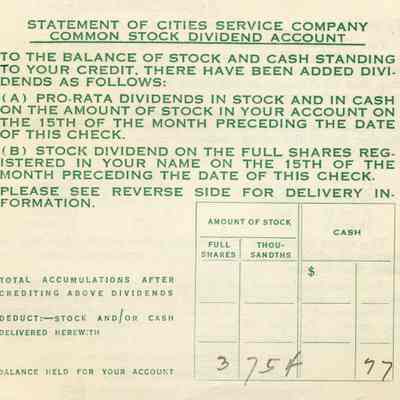 STATEMENT OF CITIES SERVICE COMPANY
COMMON STOCK DIVIDEND ACCOUNT
TO THE BALANCE OF STOCK AND CASH STANDING
TO YOUR CREDIT, THERE HAVE BEEN ADDED DIVI-
DENDS AS FOLLOWS:
(A) PRO-RATA DIVIDENDS IN STOCK AND IN CASH
ON THE AMOUNT OF STOCK IN YOUR ACCOUNT ON
THE 15TH OF THE MONTH PRECEDING THE DATE
OF THIS CHECK.
(B) STOCK DIVIDEND ON THE FULL SHARES REG-
ISTERED IN YOUR NAME ON THE 15TH OF THE
MONTH PRECEDING THE DATE OF THIS CHECK.
PLEASE SEE REVERSE SIDE FOR DELIVERY IN-
FORMATION.
AMOUNT OF STOCK
CASH
FULL SHARES
THOU-SANDTHS
$
TOTAL ACCUMULATIONS AFTER
CREDITING ABOVE DIVIDENDS
DEDUCT:—STOCK AND/OR CASH
DELIVERED HEREWITH
BALANCE HELD FOR YOUR ACCOUNT
3 75 77